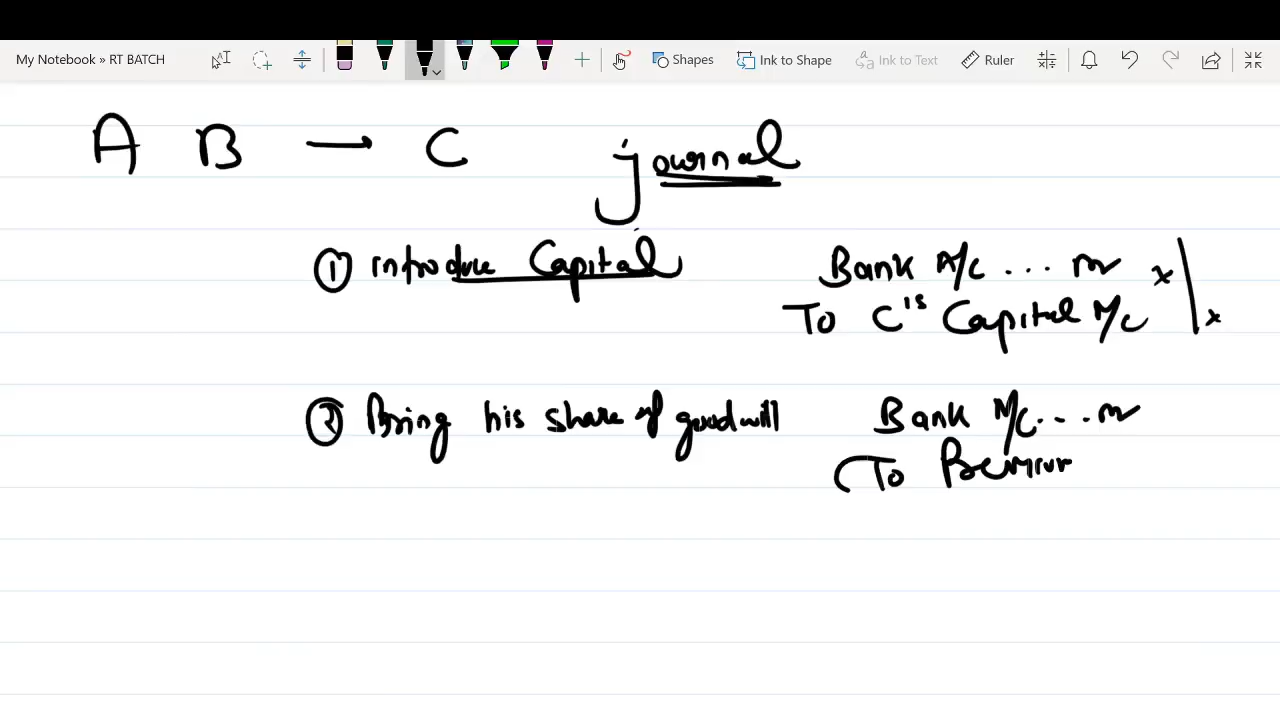 My Notebook » RT BATCH
Shapes
Ink to Shape
Ink to Text
Ruler
A B → C journal
① introduce Capital
Bank A/c ... Dr x
To C's Capital A/c x
② Bring his share of goodwill
Bank A/c ... Dr
(To